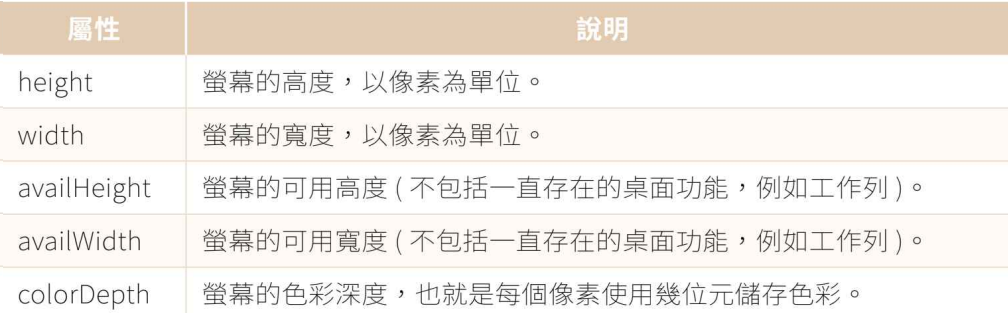 屬性 說明
height 螢幕的高度，以像素為單位。
width 螢幕的寬度，以像素為單位。
availHeight 螢幕的可用高度 ( 不包括一直存在的桌面功能，例如工作列 )。
availWidth 螢幕的可用寬度 ( 不包括一直存在的桌面功能，例如工作列 )。
colorDepth 螢幕的色彩深度，也就是每個像素使用幾位元儲存色彩。